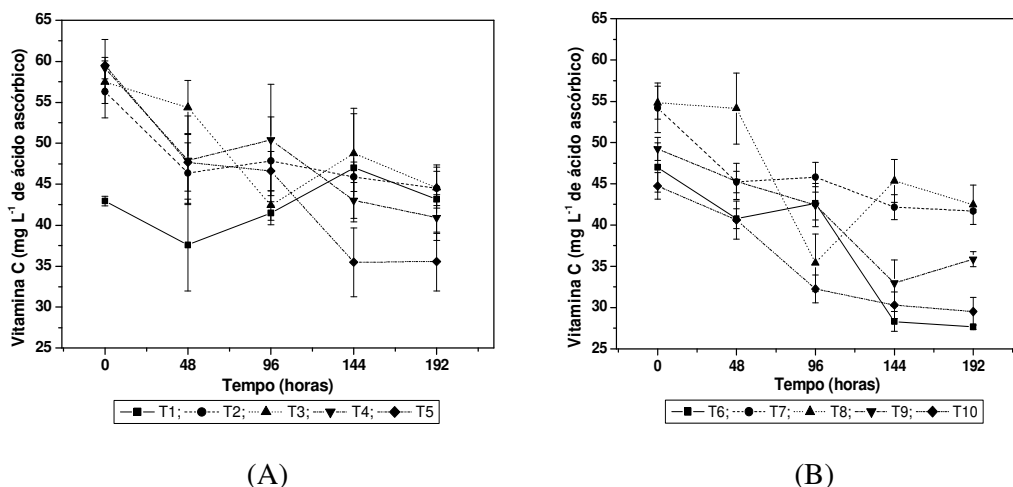 Vitamina C (mg L⁻¹ de ácido ascórbico)
65
60
55
50
45
40
35
30
25
0 48 96 144 192
Tempo (horas)
T1; T2; T3; T4; T5
(A)
Vitamina C (mg L⁻¹ de ácido ascórbico)
65
60
55
50
45
40
35
30
25
0 48 96 144 192
Tempo (horas)
T6; T7; T8; T9; T10
(B)